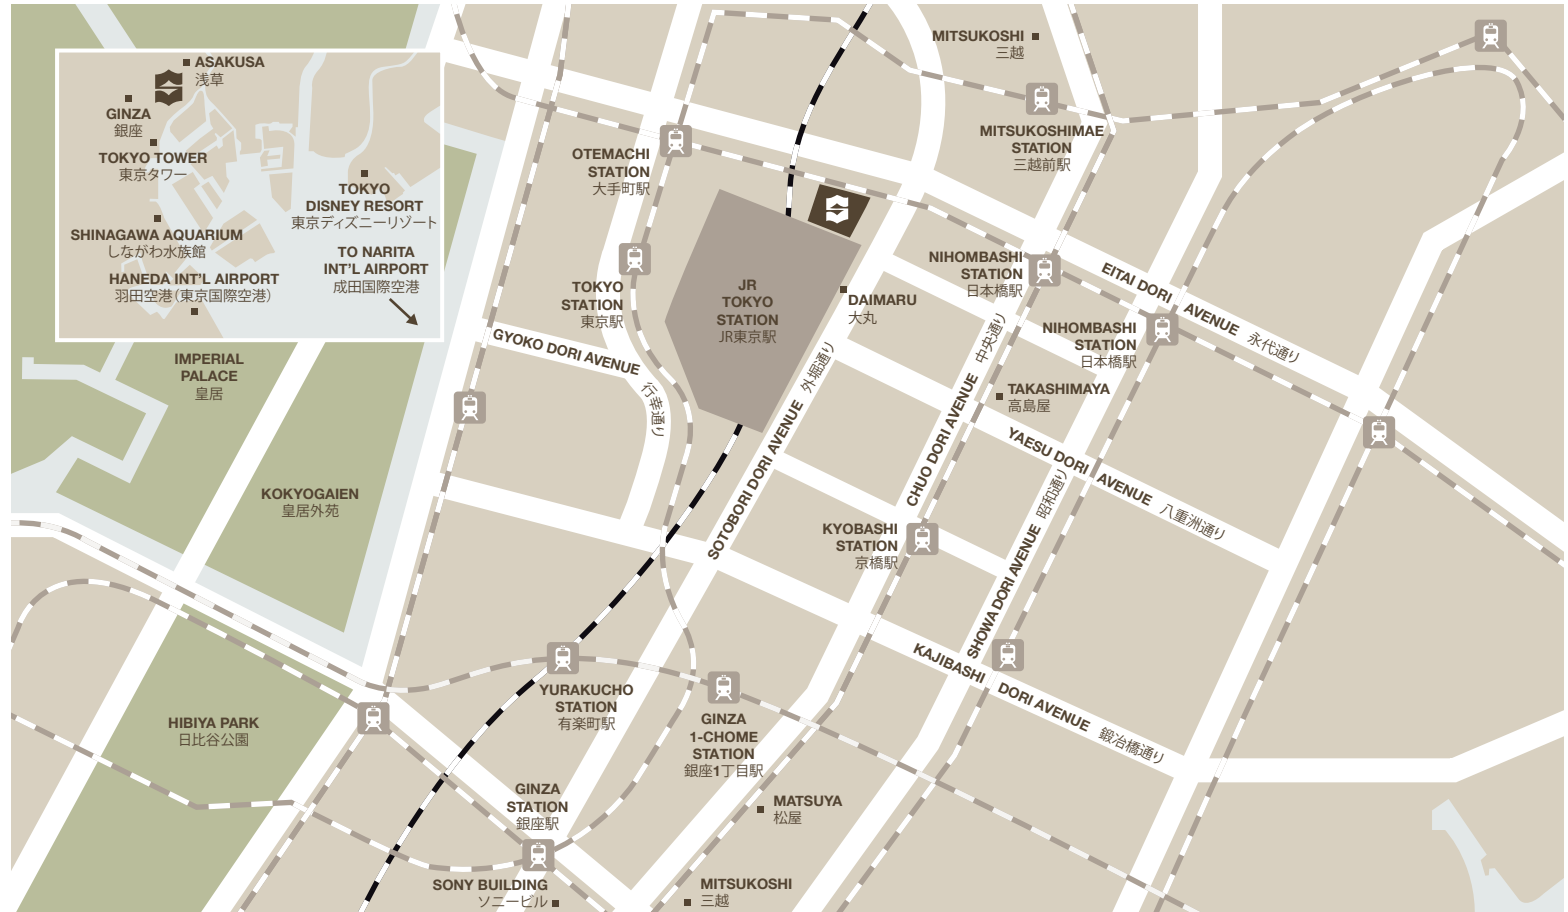 ASAKUSA
浅草
GINZA
銀座
TOKYO TOWER
東京タワー
TOKYO
DISNEY RESORT
東京ディズニーリゾート
SHINAGAWA AQUARIUM
しながわ水族館
TO NARITA
INT'L AIRPORT
成田国際空港
HANEDA INT'L AIRPORT
羽田空港(東京国際空港)
IMPERIAL
PALACE
皇居
KOKYOGAIEN
皇居外苑
HIBIYA PARK
日比谷公園
MITSUKOSHI
三越
MITSUKOSHIMAE
STATION
三越前駅
OTEMACHI
STATION
大手町駅
TOKYO
STATION
東京駅
JR
TOKYO
STATION
JR東京駅
DAIMARU
大丸
NIHOMBASHI
STATION
日本橋駅
EITAI DORI AVENUE 永代通り
NIHOMBASHI
STATION
日本橋駅
GYOKO DORI AVENUE 行幸通り
TAKASHIMAYA
高島屋
SOTOBORI DORI AVENUE 外堀通り
CHUO DORI AVENUE 中央通り
YAESU DORI AVENUE 八重洲通り
SHOWA DORI AVENUE 昭和通り
KYOBASHI
STATION
京橋駅
KAJIBASHI DORI AVENUE 鍛冶橋通り
YURAKUCHO
STATION
有楽町駅
GINZA
1-CHOME
STATION
銀座1丁目駅
GINZA
STATION
銀座駅
MATSUYA
松屋
SONY BUILDING
ソニービル
MITSUKOSHI
三越